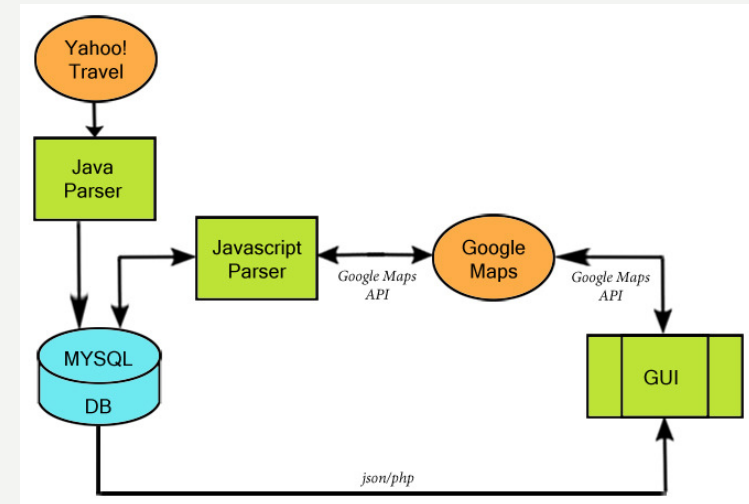 Yahoo!
Travel
Java
Parser
Javascript
Parser
Google Maps
API
Google
Maps
Google Maps
API
MYSQL
DB
GUI
json/php